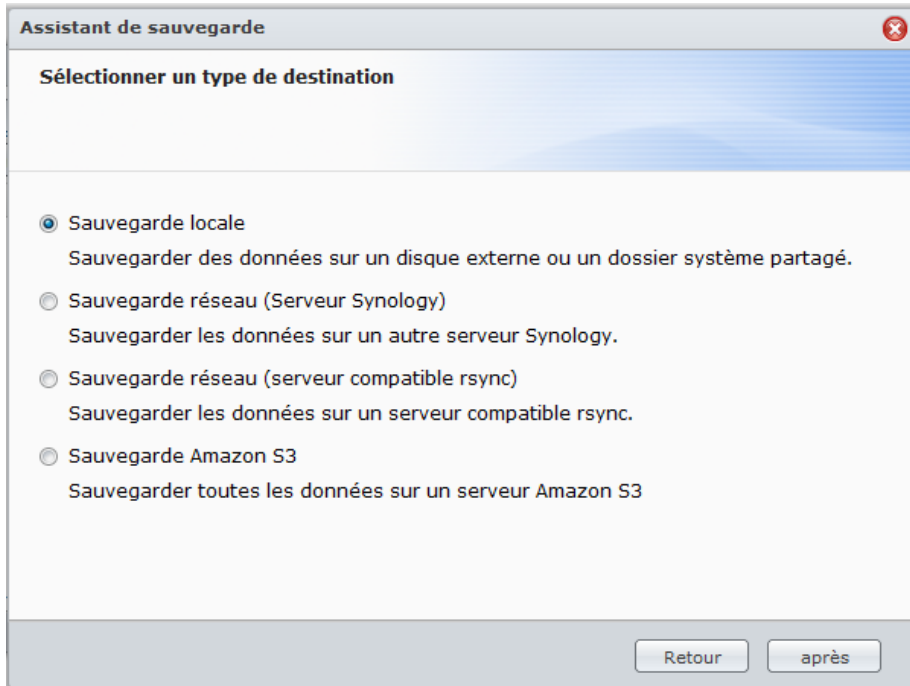 Assistant de sauvegarde
Sélectionner un type de destination
Sauvegarde locale
Sauvegarder des données sur un disque externe ou un dossier système partagé.
Sauvegarde réseau (Serveur Synology)
Sauvegarder les données sur un autre serveur Synology.
Sauvegarde réseau (serveur compatible rsync)
Sauvegarder les données sur un serveur compatible rsync.
Sauvegarde Amazon S3
Sauvegarder toutes les données sur un serveur Amazon S3
Retour
après